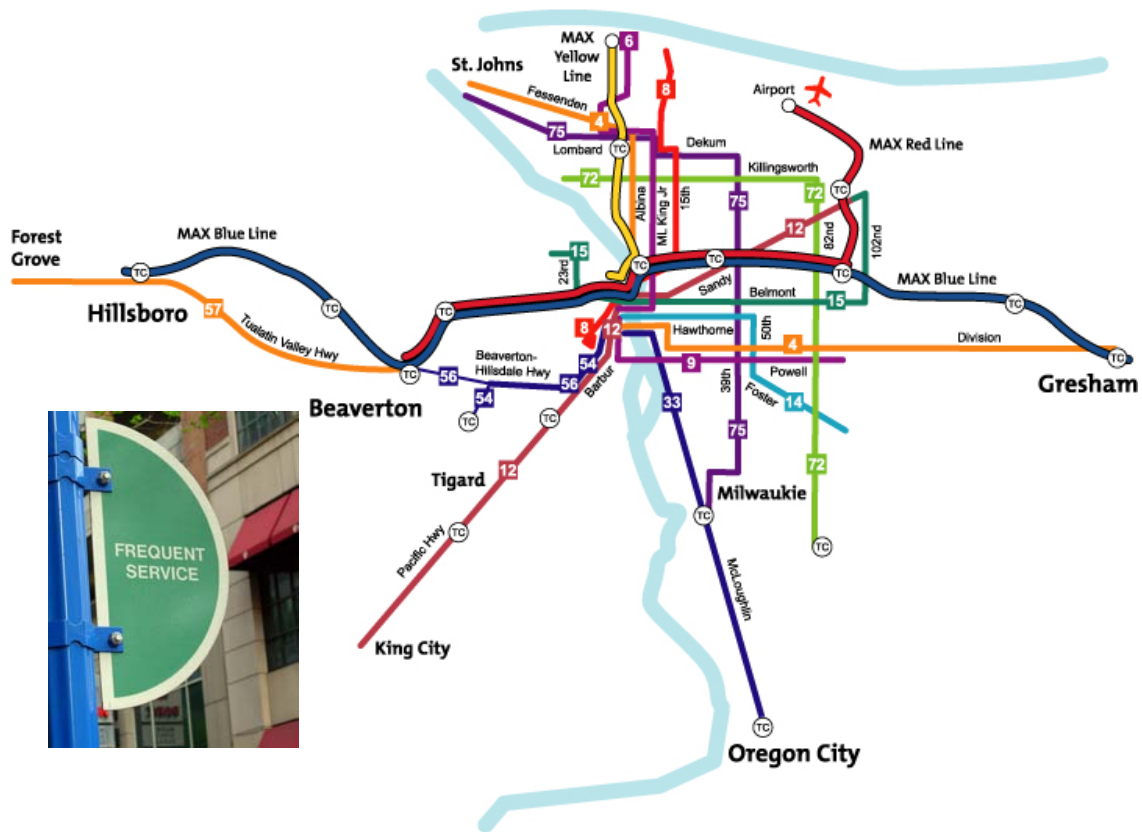 MAX
Yellow
Line
6
St. Johns
Fessenden
8
Airport
4
75
Lombard
TC
Dekum
MAX Red Line
Killingsworth
72
72
TC
Albina
ML King Jr
15th
75
12
82nd
102nd
Forest
Grove
MAX Blue Line
15
23rd
TC
TC
TC
TC
Sandy
MAX Blue Line
Hillsboro
57
TC
TC
Belmont
15
TC
Tualatin Valley Hwy
8
12
Hawthorne
50th
4
Division
TC
Beaverton-
Hillsdale Hwy
54
9
Powell
Gresham
TC
56
56
Barbur
39th
Foster
Beaverton
54
33
14
TC
TC
75
Tigard
12
72
Milwaukie
FREQUENT
SERVICE
Pacific Hwy
TC
TC
TC
McLoughlin
King City
TC
Oregon City